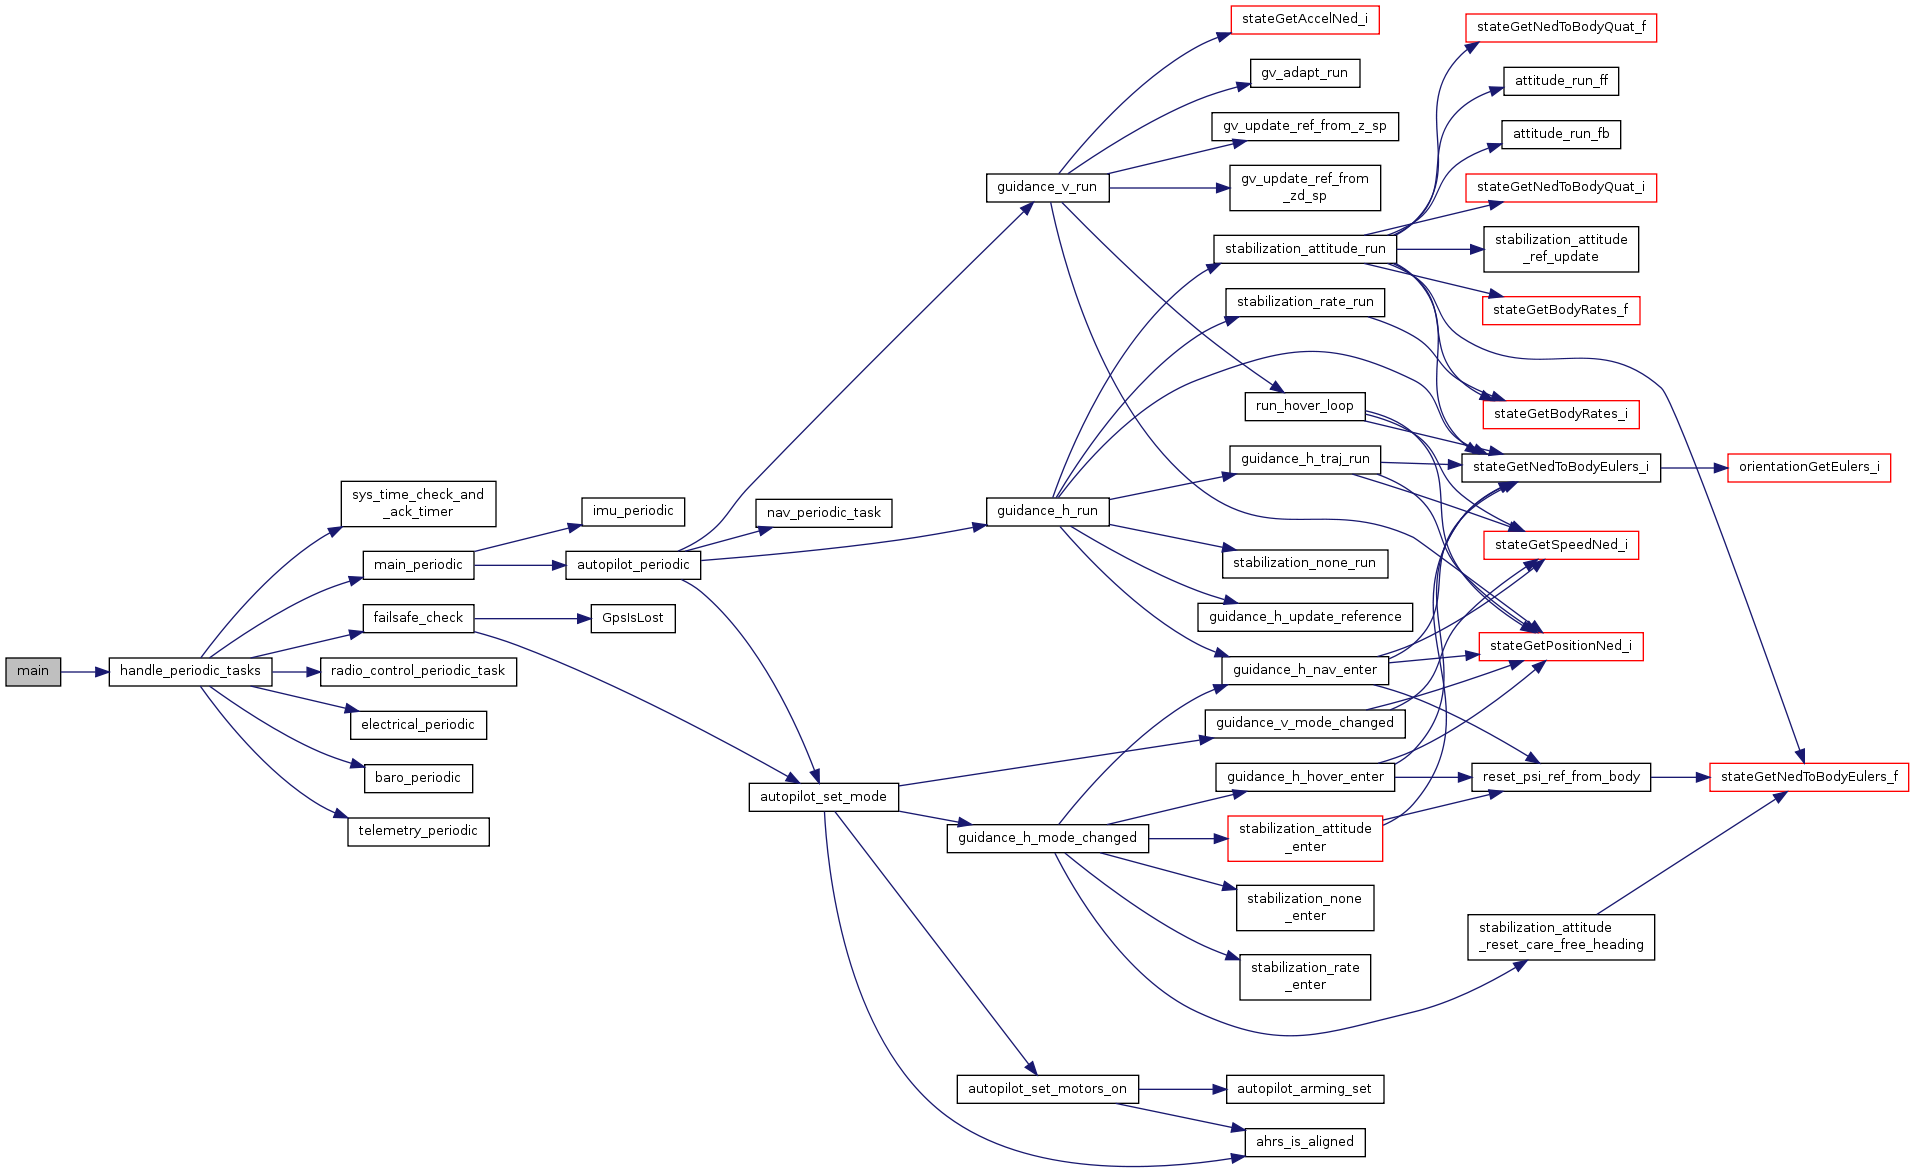 main
handle_periodic_tasks
sys_time_check_and
_ack_timer
main_periodic
failsafe_check
radio_control_periodic_task
electrical_periodic
baro_periodic
telemetry_periodic
imu_periodic
autopilot_periodic
GpsIsLost
nav_periodic_task
autopilot_set_mode
guidance_v_run
guidance_h_run
guidance_h_mode_changed
autopilot_set_motors_on
stateGetAccelNed_i
gv_adapt_run
gv_update_ref_from_z_sp
gv_update_ref_from
_zd_sp
stabilization_attitude_run
stabilization_rate_run
run_hover_loop
guidance_h_traj_run
stabilization_none_run
guidance_h_update_reference
guidance_h_nav_enter
guidance_v_mode_changed
guidance_h_hover_enter
stabilization_attitude
_enter
stabilization_none
_enter
stabilization_rate
_enter
autopilot_arming_set
ahrs_is_aligned
stateGetNedToBodyQuat_f
attitude_run_ff
attitude_run_fb
stateGetNedToBodyQuat_i
stabilization_attitude
_ref_update
stateGetBodyRates_f
stateGetBodyRates_i
stateGetNedToBodyEulers_i
stateGetSpeedNed_i
stateGetPositionNed_i
reset_psi_ref_from_body
stabilization_attitude
_reset_care_free_heading
orientationGetEulers_i
stateGetNedToBodyEulers_f